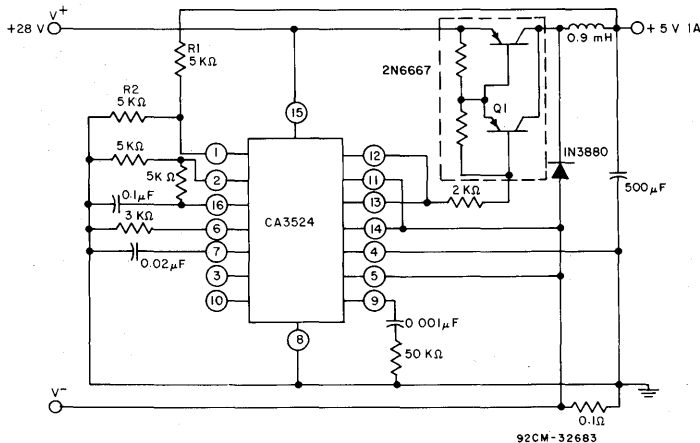 V+
+28 V
R1
5 KΩ
0.9 mH
+ 5 V 1A
2N6667
R2
5 KΩ
Q1
15
5 KΩ
1
12
1N3880
5 KΩ
2
11
2 KΩ
500 μF
0.1 μF
16
CA3524
13
3 KΩ
6
14
0.02 μF
7
4
3
5
10
9
0.001 μF
8
50 KΩ
V−
0.1Ω
92CM-32683